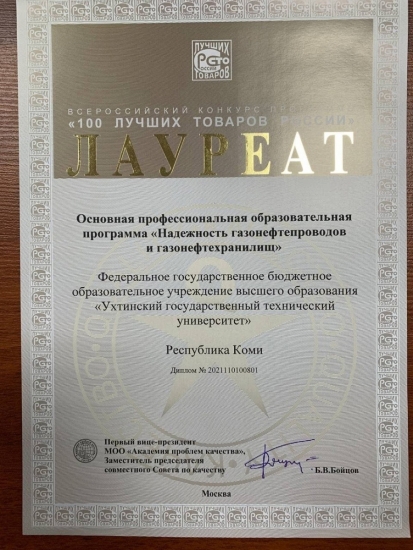 ЛУЧШИХ
PGTO
РОССИИ
ТОВАРОВ
ВСЕРОССИЙСКИЙ КОНКУРС
«100 ЛУЧШИХ ТОВАРОВ РОССИИ»
ЛАУРЕАТ
Основная профессиональная образовательная
программа «Надежность газонефтепроводов
и газонефтехранилищ»
Федеральное государственное бюджетное
образовательное учреждение высшего образования
«Ухтинский государственный технический
университет»
Республика Коми
Диплом № 2021110100801
Первый вице-президент
МОО «Академия проблем качества»,
Заместитель председателя
совместного Совета по качеству
Б.В.Бойцов
Москва